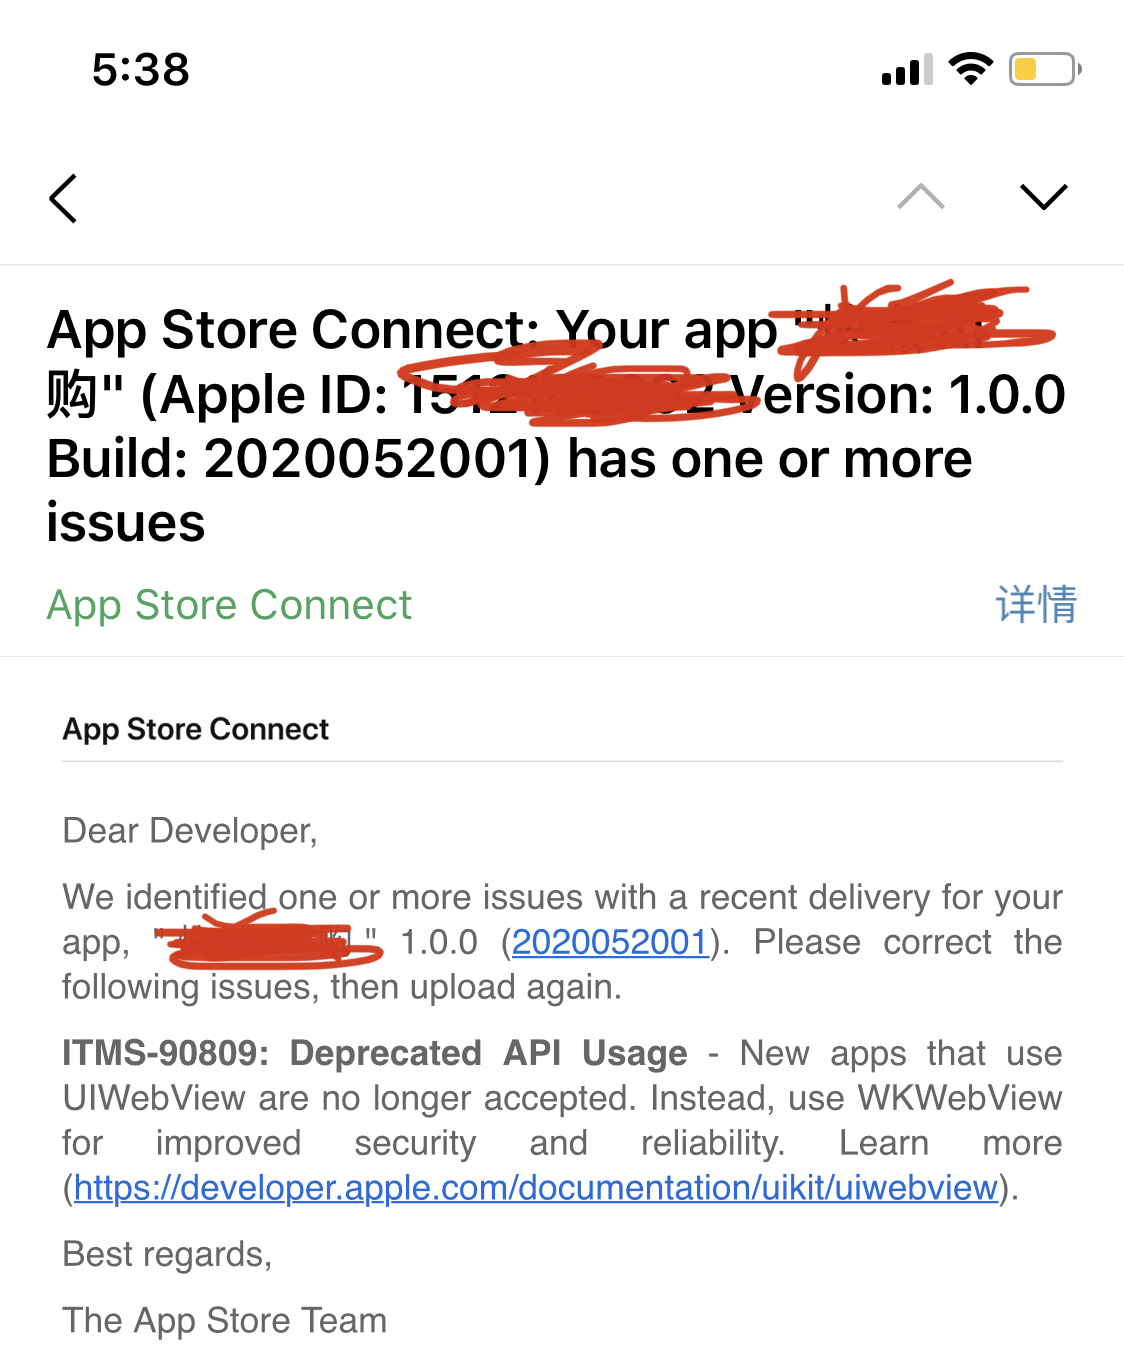 5:38
App Store Connect: Your app "
购" (Apple ID: Version: 1.0.0
Build: 2020052001) has one or more
issues
App Store Connect
详情
App Store Connect
Dear Developer,
We identified one or more issues with a recent delivery for your
app, " " 1.0.0 (2020052001). Please correct the
following issues, then upload again.
ITMS-90809: Deprecated API Usage - New apps that use
UIWebView are no longer accepted. Instead, use WKWebView
for improved security and reliability. Learn more
(https://developer.apple.com/documentation/uikit/uiwebview).
Best regards,
The App Store Team